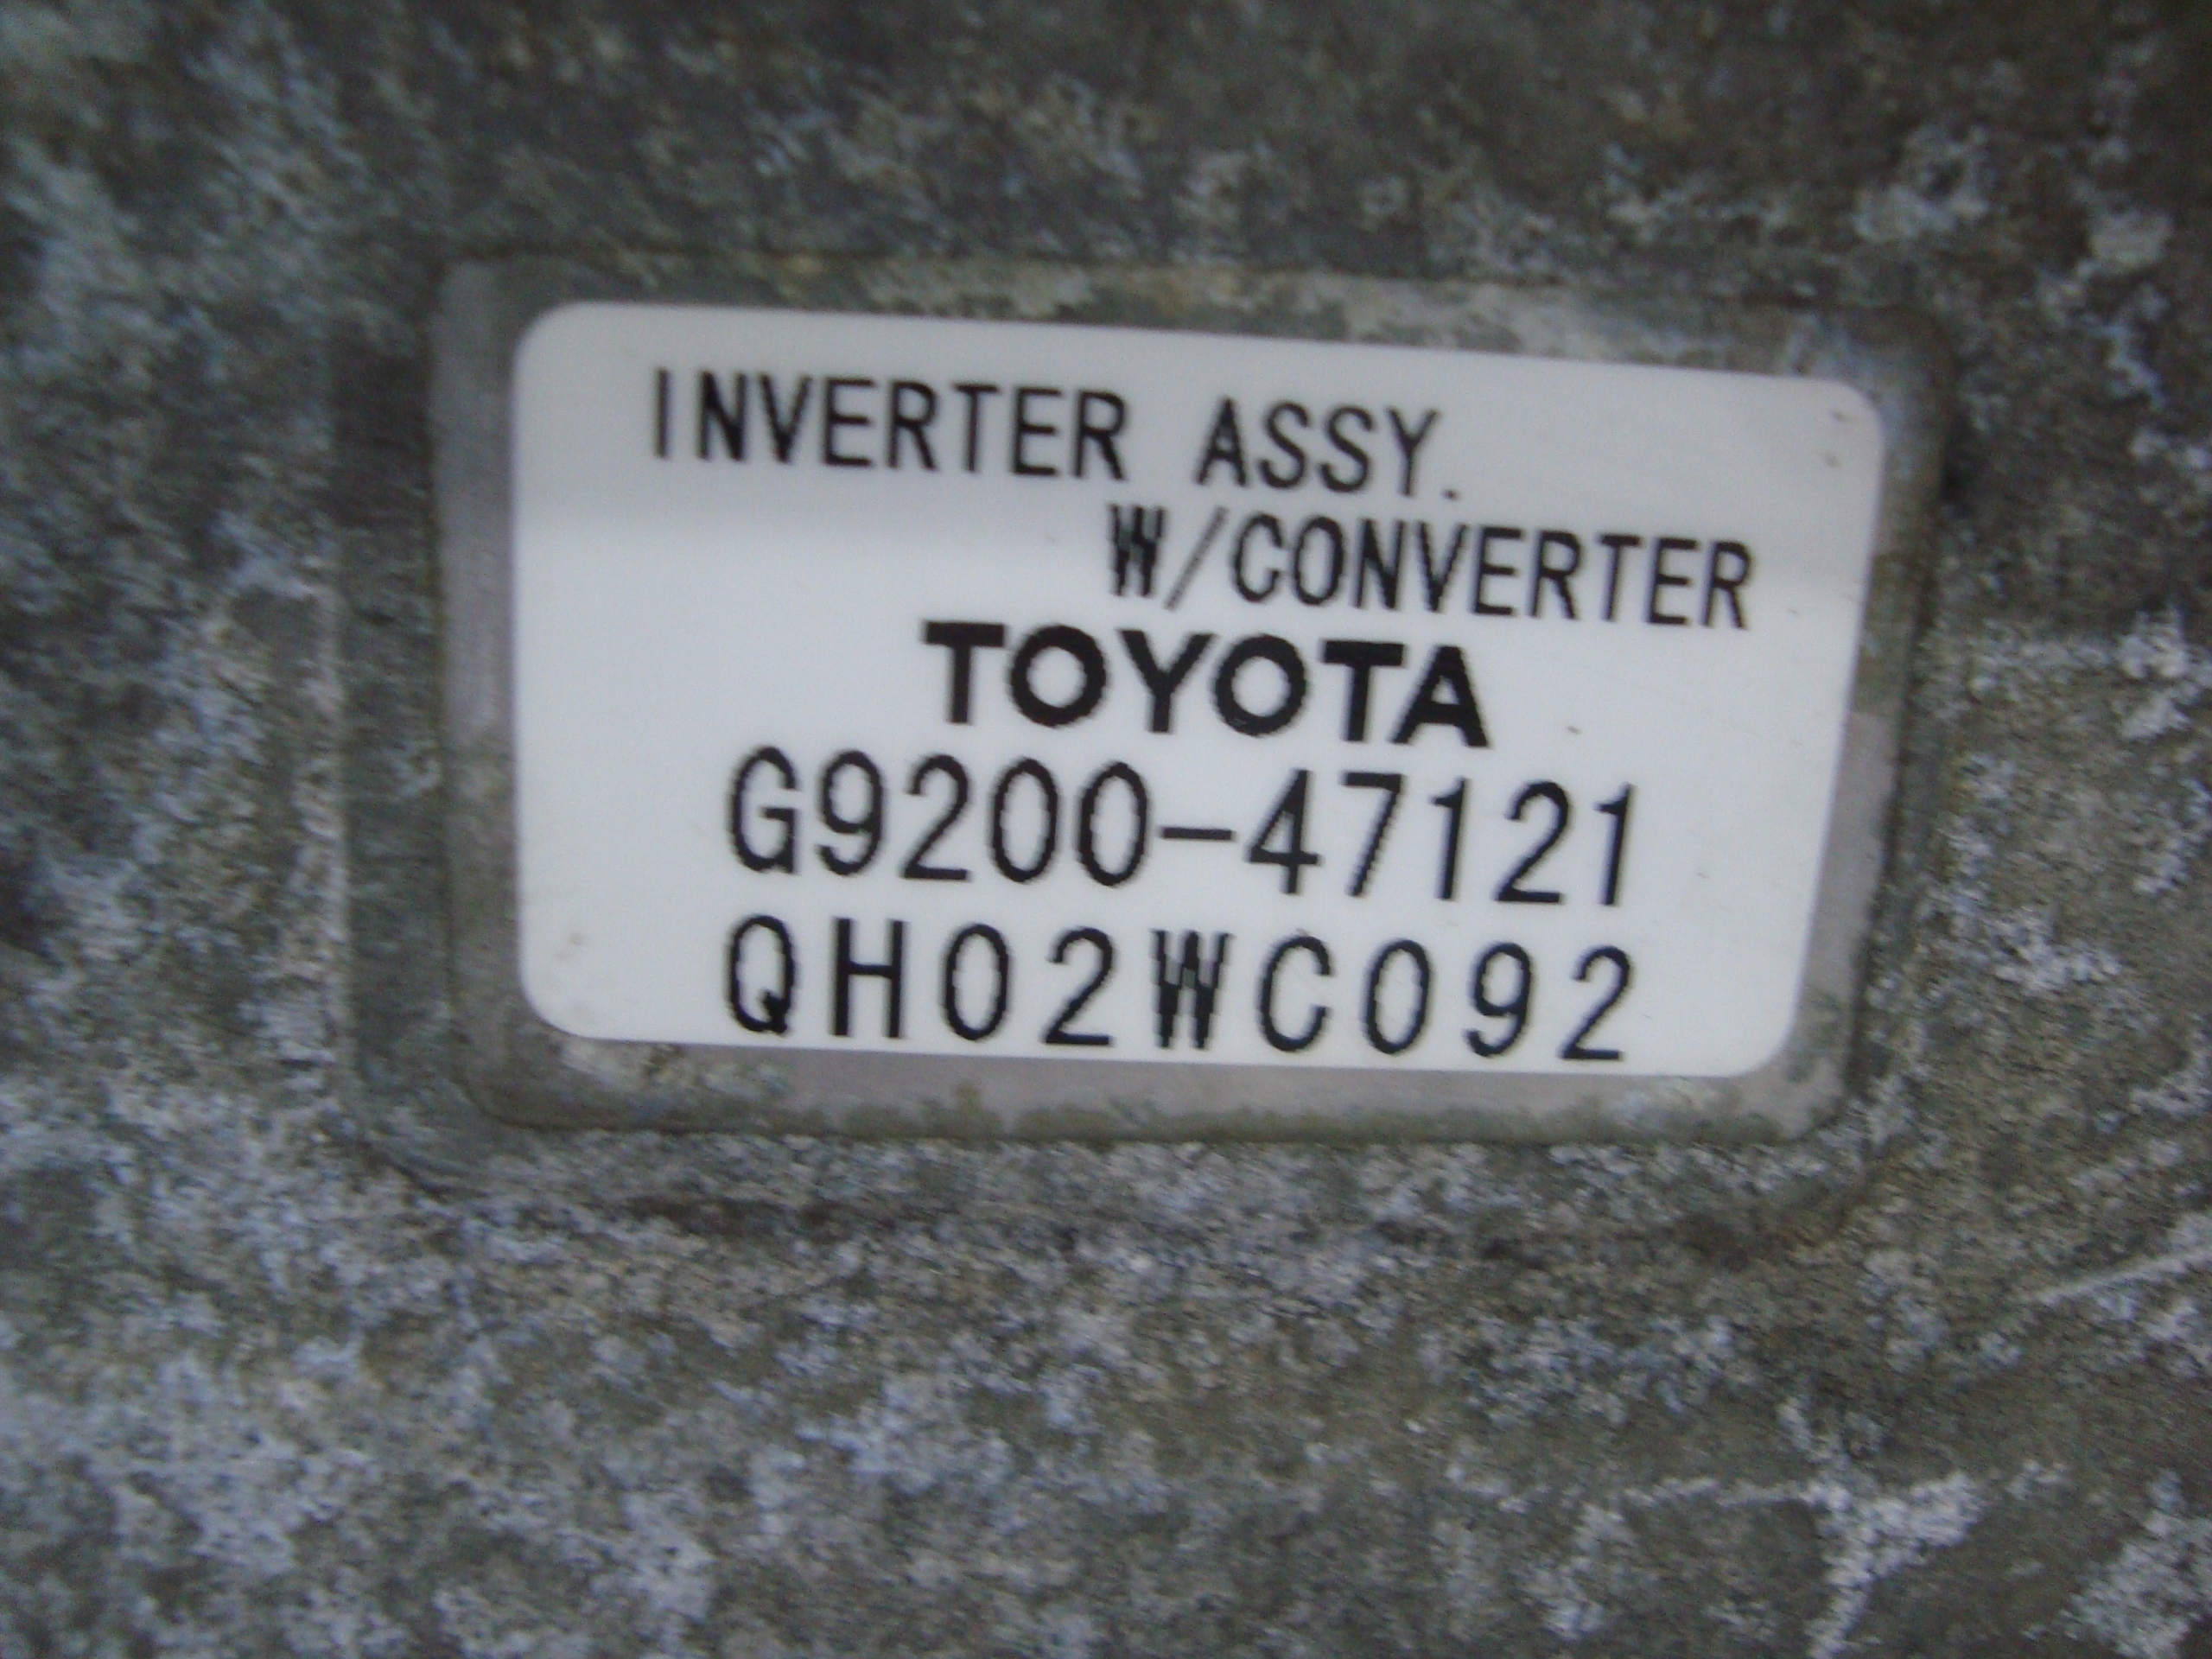 INVERTER ASSY.
W/CONVERTER
TOYOTA
G9200-47121
QH02WC092